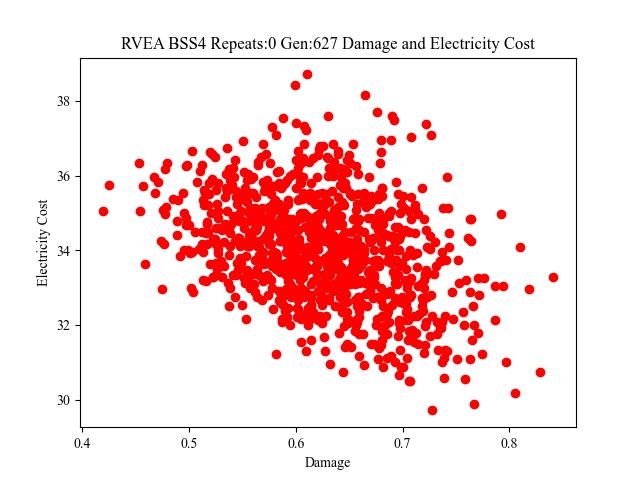 RVEA BSS4 Repeats:0 Gen:627 Damage and Electricity Cost
38
36
34
32
30
Electricity Cost
0.4 0.5 0.6 0.7 0.8
Damage